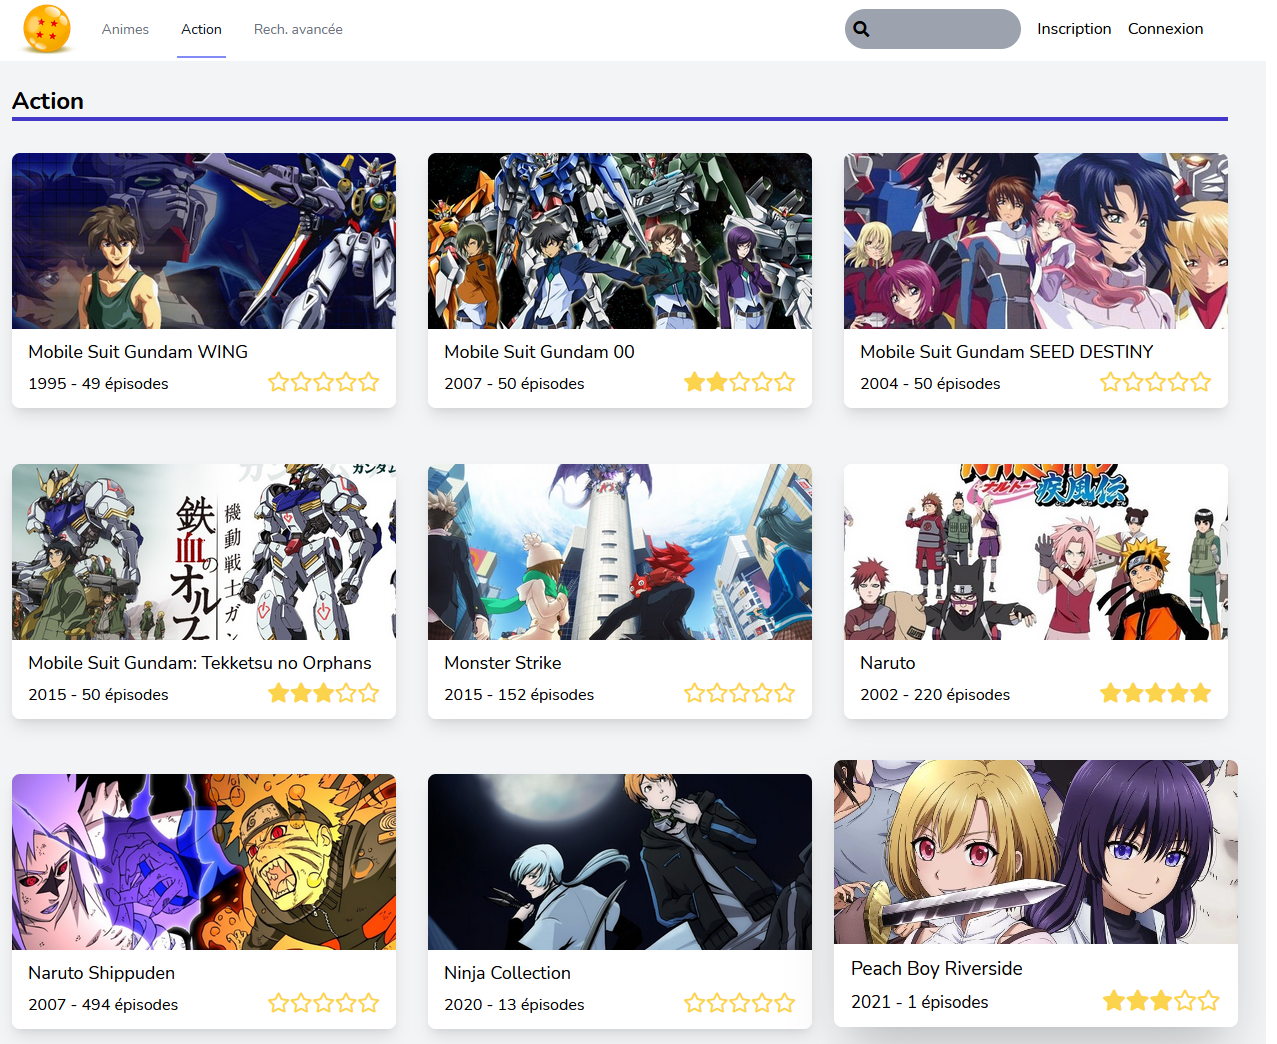 Animes Action Rech. avancée Inscription Connexion
Action
Mobile Suit Gundam WING
1995 - 49 épisodes
Mobile Suit Gundam 00
2007 - 50 épisodes
Mobile Suit Gundam SEED DESTINY
2004 - 50 épisodes
鉄
血の
オルフ
機動戦士ガン
ガンダム
Mobile Suit Gundam: Tekketsu no Orphans
2015 - 50 épisodes
Monster Strike
2015 - 152 épisodes
NARUTO
ナルト
疾風伝
Naruto
2002 - 220 épisodes
Naruto Shippuden
2007 - 494 épisodes
Ninja Collection
2020 - 13 épisodes
Peach Boy Riverside
2021 - 1 épisodes